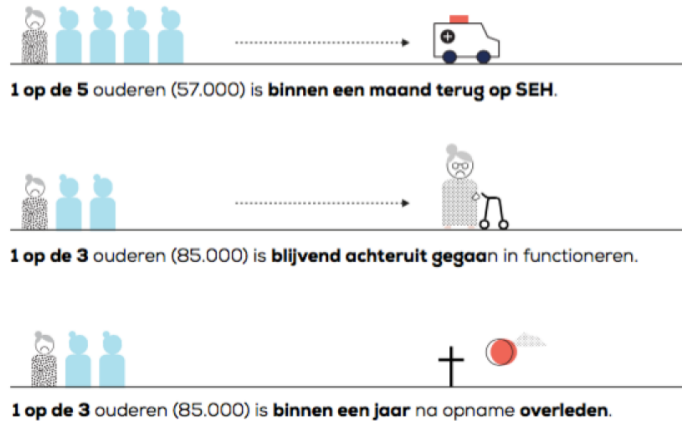 1 op de 5 ouderen (57.000) is binnen een maand terug op SEH.
1 op de 3 ouderen (85.000) is blijvend achteruit gegaan in functioneren.
1 op de 3 ouderen (85.000) is binnen een jaar na opname overleden.